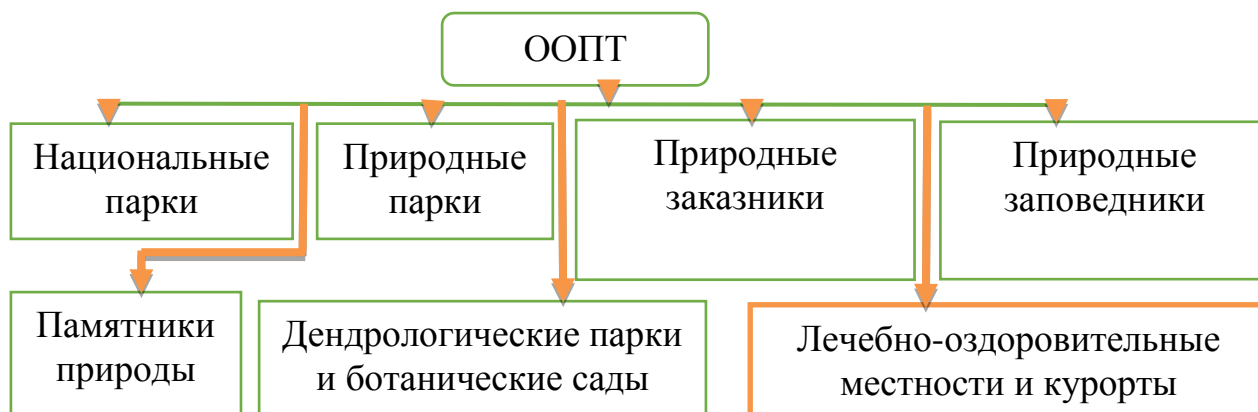 ООПТ
Национальные
парки
Природные
парки
Природные
заказники
Природные
заповедники
Памятники
природы
Дендрологические парки
и ботанические сады
Лечебно-оздоровительные
местности и курорты